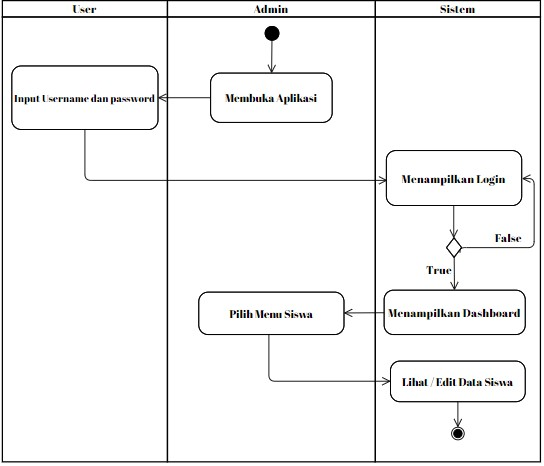 User
Admin
Sistem
Input Username dan password
Membuka Aplikasi
Menampilkan Login
False
True
Pilih Menu Siswa
Menampilkan Dashboard
Lihat / Edit Data Siswa